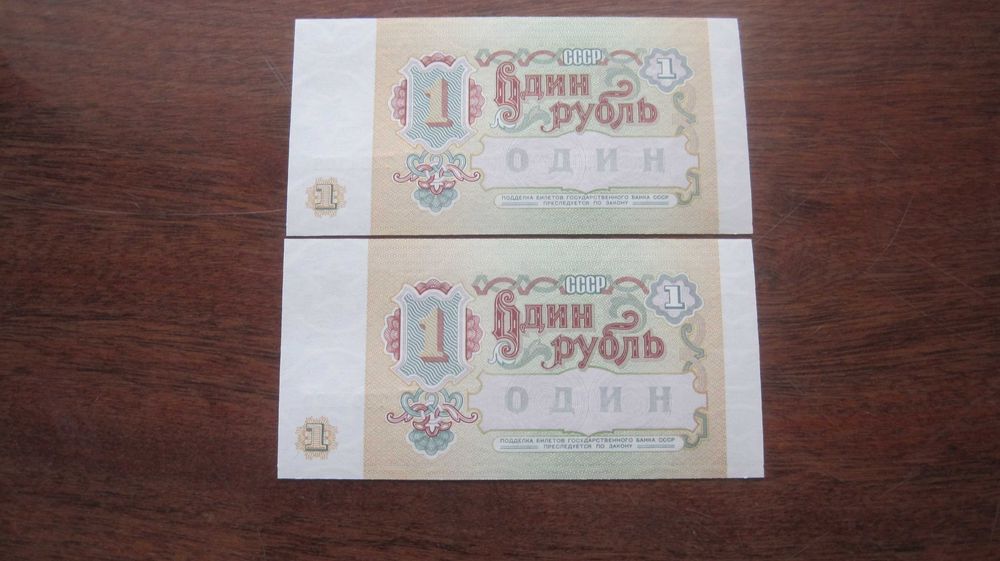 СССР
1
1
Один
рубль
ОДИН
1
ПОДДЕЛКА БИЛЕТОВ ГОСУДАРСТВЕННОГО БАНКА СССР
ПРЕСЛЕДУЕТСЯ ПО ЗАКОНУ
СССР
1
1
Один
рубль
ОДИН
1
ПОДДЕЛКА БИЛЕТОВ ГОСУДАРСТВЕННОГО БАНКА СССР
ПРЕСЛЕДУЕТСЯ ПО ЗАКОНУ